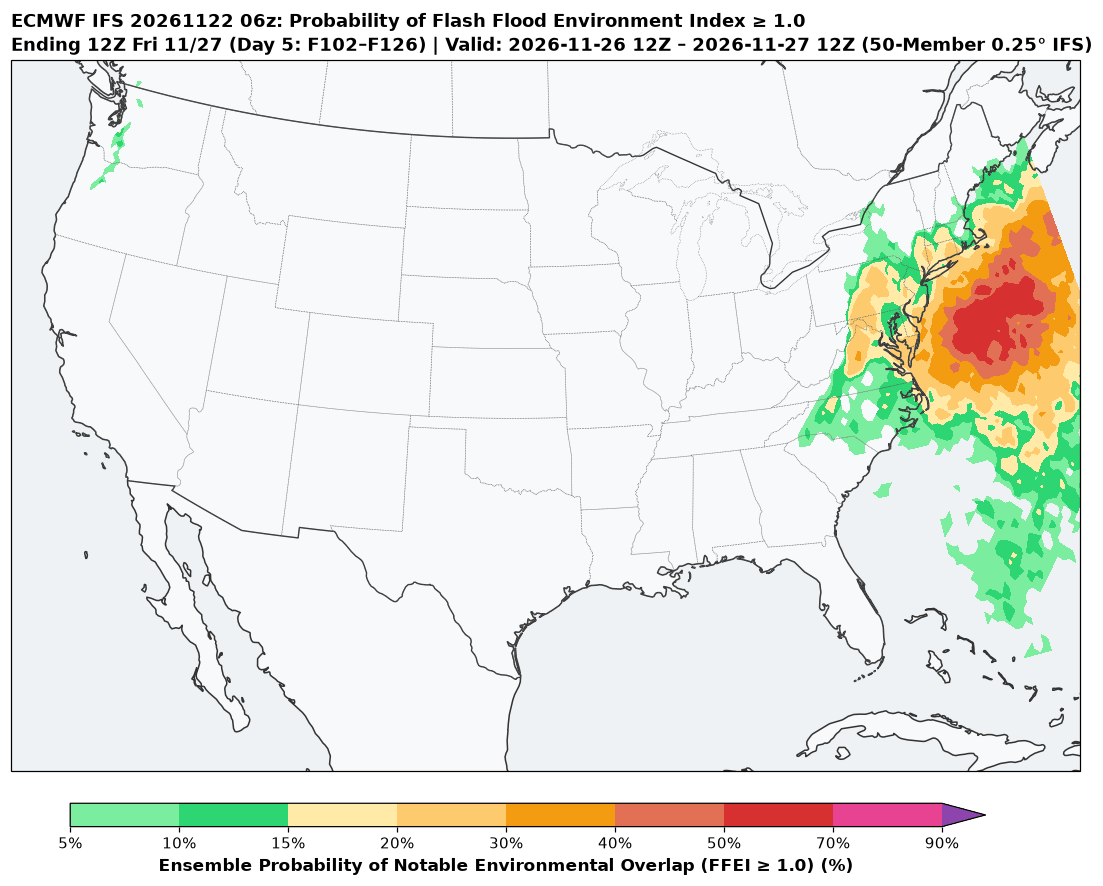 ECMWF IFS 20261122 06z: Probability of Flash Flood Environment Index ≥ 1.0
Ending 12Z Fri 11/27 (Day 5: F102–F126) | Valid: 2026-11-26 12Z – 2026-11-27 12Z (50-Member 0.25° IFS)
5% 10% 15% 20% 30% 40% 50% 70% 90%
Ensemble Probability of Notable Environmental Overlap (FFEI ≥ 1.0) (%)